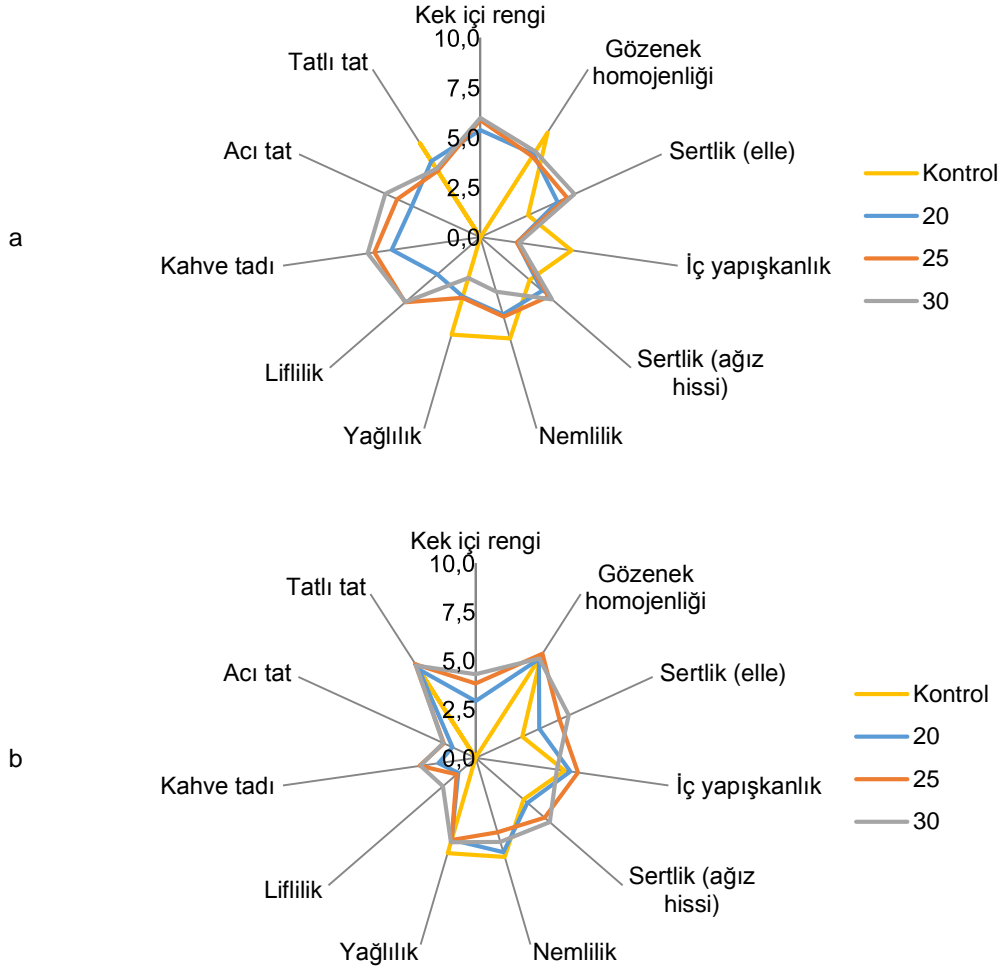 Kek içi rengi
10,0
7,5
5,0
2,5
0,0
Gözenek
homojenliği
Sertlik (elle)
İç yapışkanlık
Sertlik (ağız
hissi)
Nemlilik
Yağlılık
Liflilik
Kahve tadı
Acı tat
Tatlı tat
a
Kontrol
20
25
30
Kek içi rengi
10,0
7,5
5,0
2,5
0,0
Gözenek
homojenliği
Sertlik (elle)
İç yapışkanlık
Sertlik (ağız
hissi)
Nemlilik
Yağlılık
Liflilik
Kahve tadı
Acı tat
Tatlı tat
b
Kontrol
20
25
30